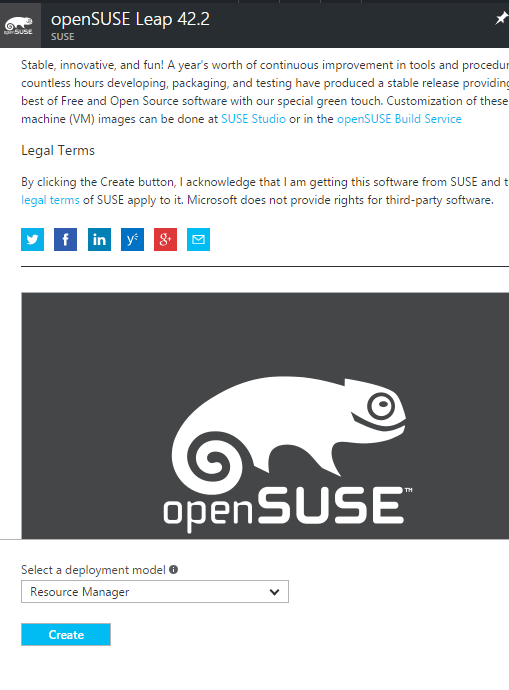 openSUSE
openSUSE Leap 42.2
SUSE
Stable, innovative, and fun! A year's worth of continuous improvement in tools and procedur
countless hours developing, packaging, and testing have produced a stable release providing
best of Free and Open Source software with our special green touch. Customization of these
machine (VM) images can be done at SUSE Studio or in the openSUSE Build Service
Legal Terms
By clicking the Create button, I acknowledge that I am getting this software from SUSE and t
legal terms of SUSE apply to it. Microsoft does not provide rights for third-party software.
f in y g+
openSUSE™
Select a deployment model
Resource Manager
Create